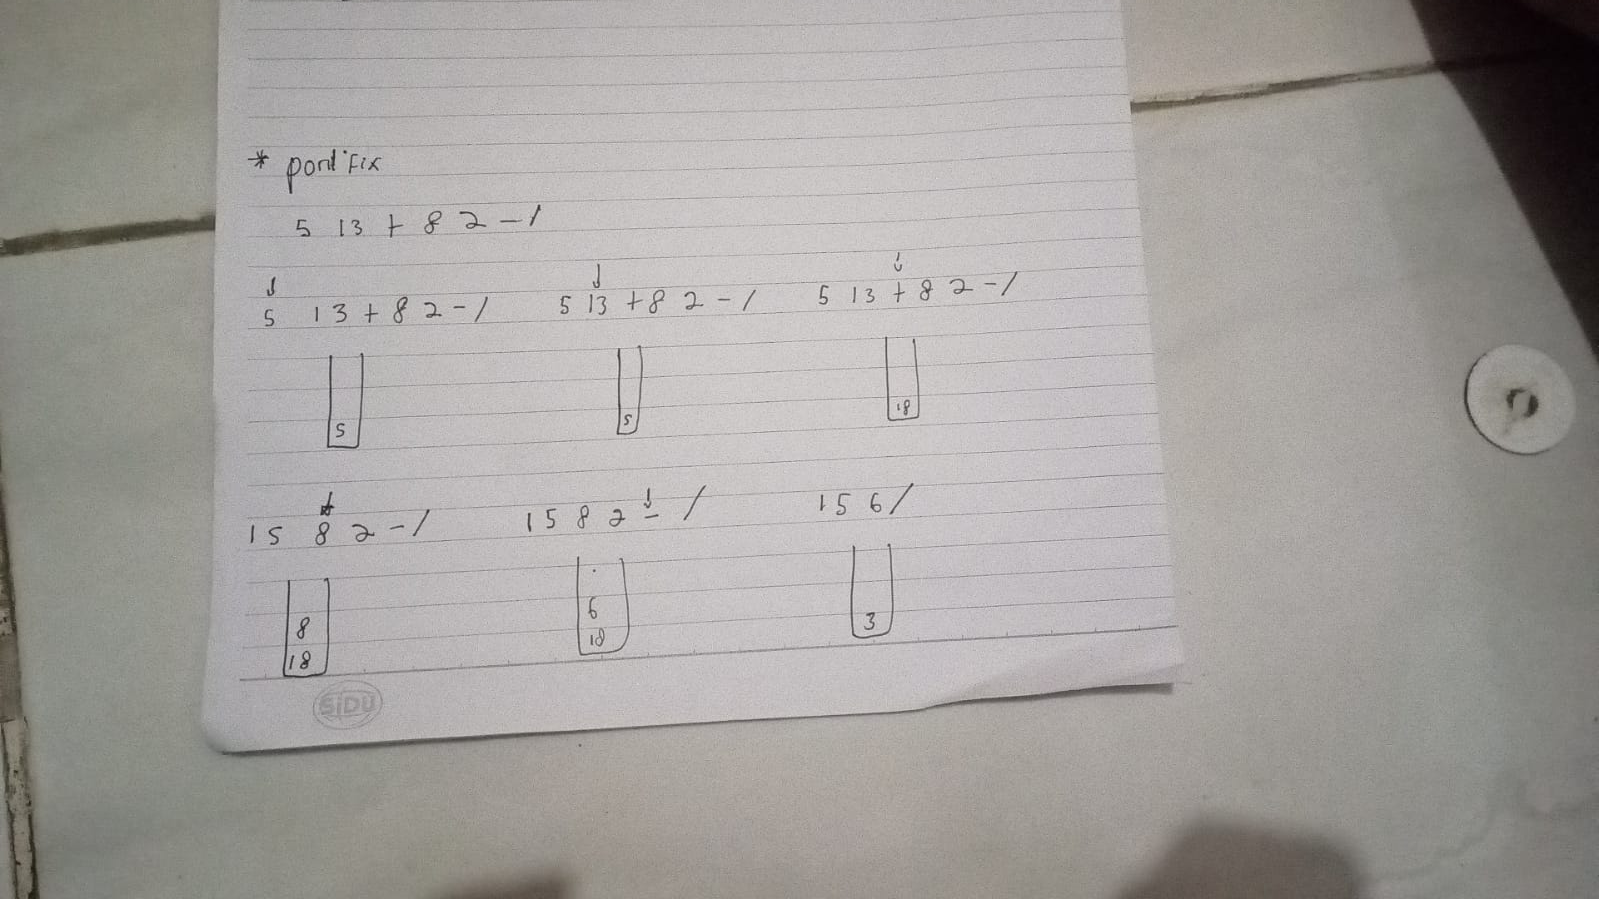 * postfix
5 13 + 8 2 - /
5 13 + 8 2 - / 5 13 + 8 2 - / 5 13 + 8 2 - /
5 5 18
15 8 2 - / 15 8 2 - / 15 6 /
8 6
18 18 3
SiDU